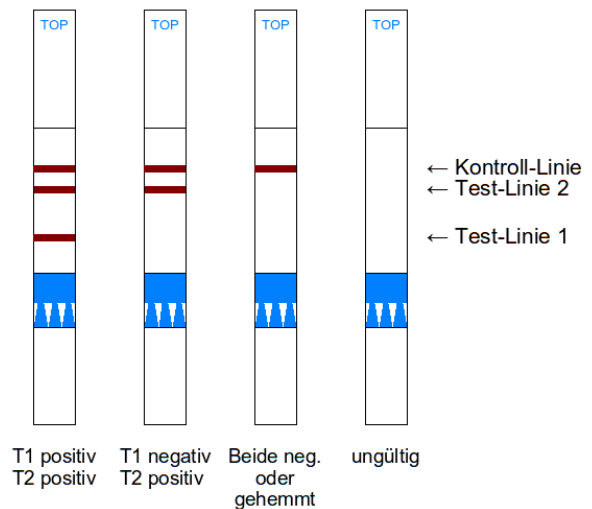 TOP
TOP
TOP
TOP
← Kontroll-Linie
← Test-Linie 2
← Test-Linie 1
T1 positiv
T2 positiv
T1 negativ
T2 positiv
Beide neg.
oder
gehemmt
ungültig